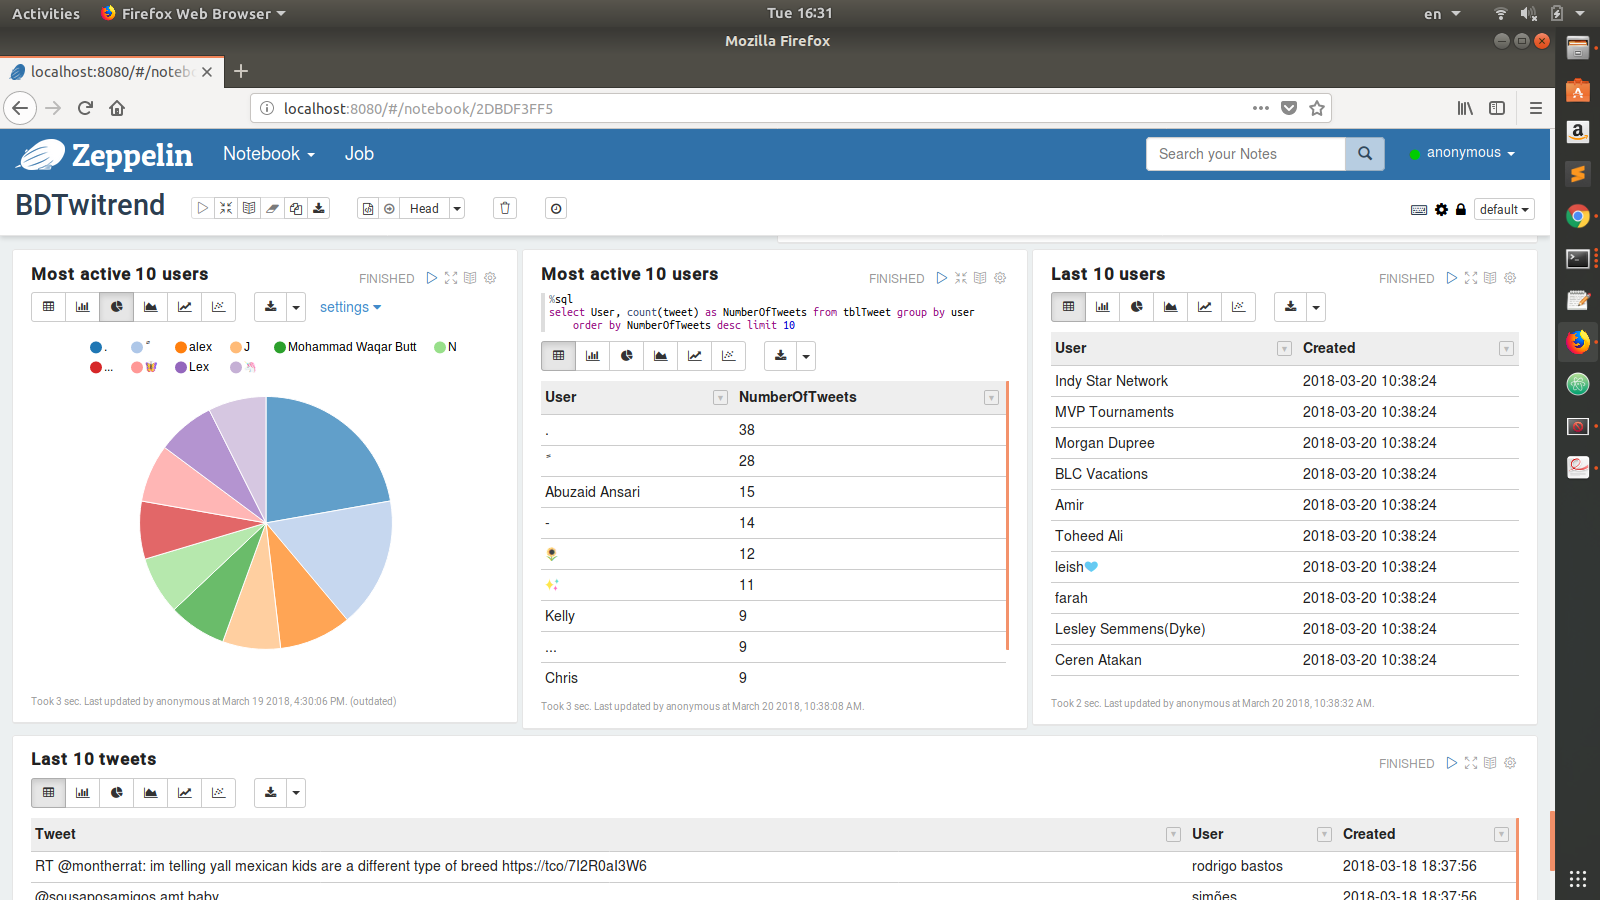 Activities Firefox Web Browser Tue 16:31 en
Mozilla Firefox
localhost:8080/#/noteb
localhost:8080/#/notebook/2DBDF3FF5
Zeppelin Notebook Job Search your Notes anonymous
BDTwitrend Head default
Most active 10 users FINISHED
settings
. alex J Mohammad Waqar Butt N
... 🦋 Lex 🦄
Took 3 sec. Last updated by anonymous at March 19 2018, 4:30:06 PM. (outdated)
Most active 10 users FINISHED
%sql
select User, count(tweet) as NumberOfTweets from tblTweet group by user
order by NumberOfTweets desc limit 10
User NumberOfTweets
. 38
28
Abuzaid Ansari 15
- 14
🌻 12
✨ 11
Kelly 9
... 9
Chris 9
Took 3 sec. Last updated by anonymous at March 20 2018, 10:38:08 AM.
Last 10 users FINISHED
User Created
Indy Star Network 2018-03-20 10:38:24
MVP Tournaments 2018-03-20 10:38:24
Morgan Dupree 2018-03-20 10:38:24
BLC Vacations 2018-03-20 10:38:24
Amir 2018-03-20 10:38:24
Toheed Ali 2018-03-20 10:38:24
leish💙 2018-03-20 10:38:24
farah 2018-03-20 10:38:24
Lesley Semmens(Dyke) 2018-03-20 10:38:24
Ceren Atakan 2018-03-20 10:38:24
Took 2 sec. Last updated by anonymous at March 20 2018, 10:38:32 AM.
Last 10 tweets FINISHED
Tweet User Created
RT @montherrat: im telling yall mexican kids are a different type of breed https://tco/7I2R0aI3W6 rodrigo bastos 2018-03-18 18:37:56
@sousaposamigos amt baby simões 2018-03-18 18:37:56